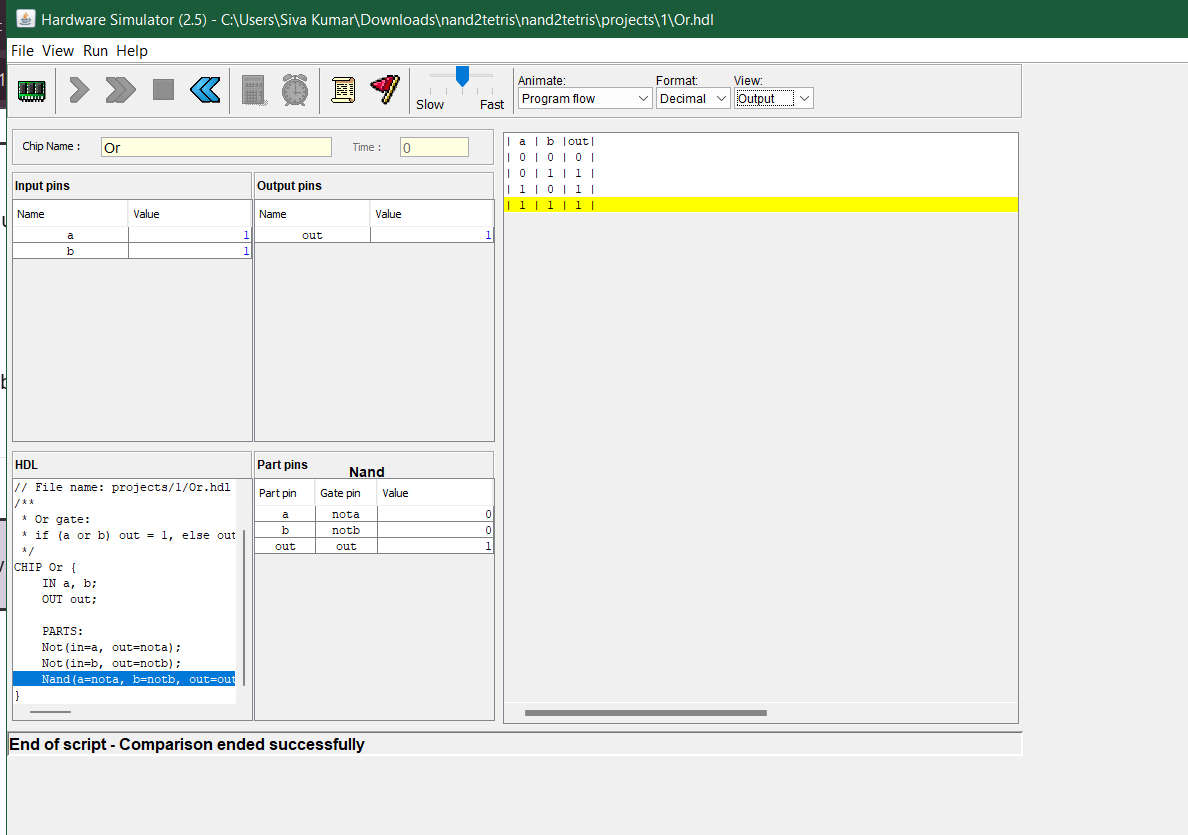 Hardware Simulator (2.5) - C:\Users\Siva Kumar\Downloads\nand2tetris\nand2tetris\projects\1\Or.hdl
File View Run Help
Slow Fast
Animate: Format: View:
Program flow Decimal Output
Chip Name : Or Time : 0
Input pins
Name Value
a 1
b 1
Output pins
Name Value
out 1
HDL
// File name: projects/1/Or.hdl
/**
* Or gate:
* if (a or b) out = 1, else out
*/
CHIP Or {
IN a, b;
OUT out;
PARTS:
Not(in=a, out=nota);
Not(in=b, out=notb);
Nand(a=nota, b=notb, out=out
}
Part pins Nand
Part pin Gate pin Value
a nota 0
b notb 0
out out 1
| a | b |out|
| 0 | 0 | 0 |
| 0 | 1 | 1 |
| 1 | 0 | 1 |
| 1 | 1 | 1 |
End of script - Comparison ended successfully